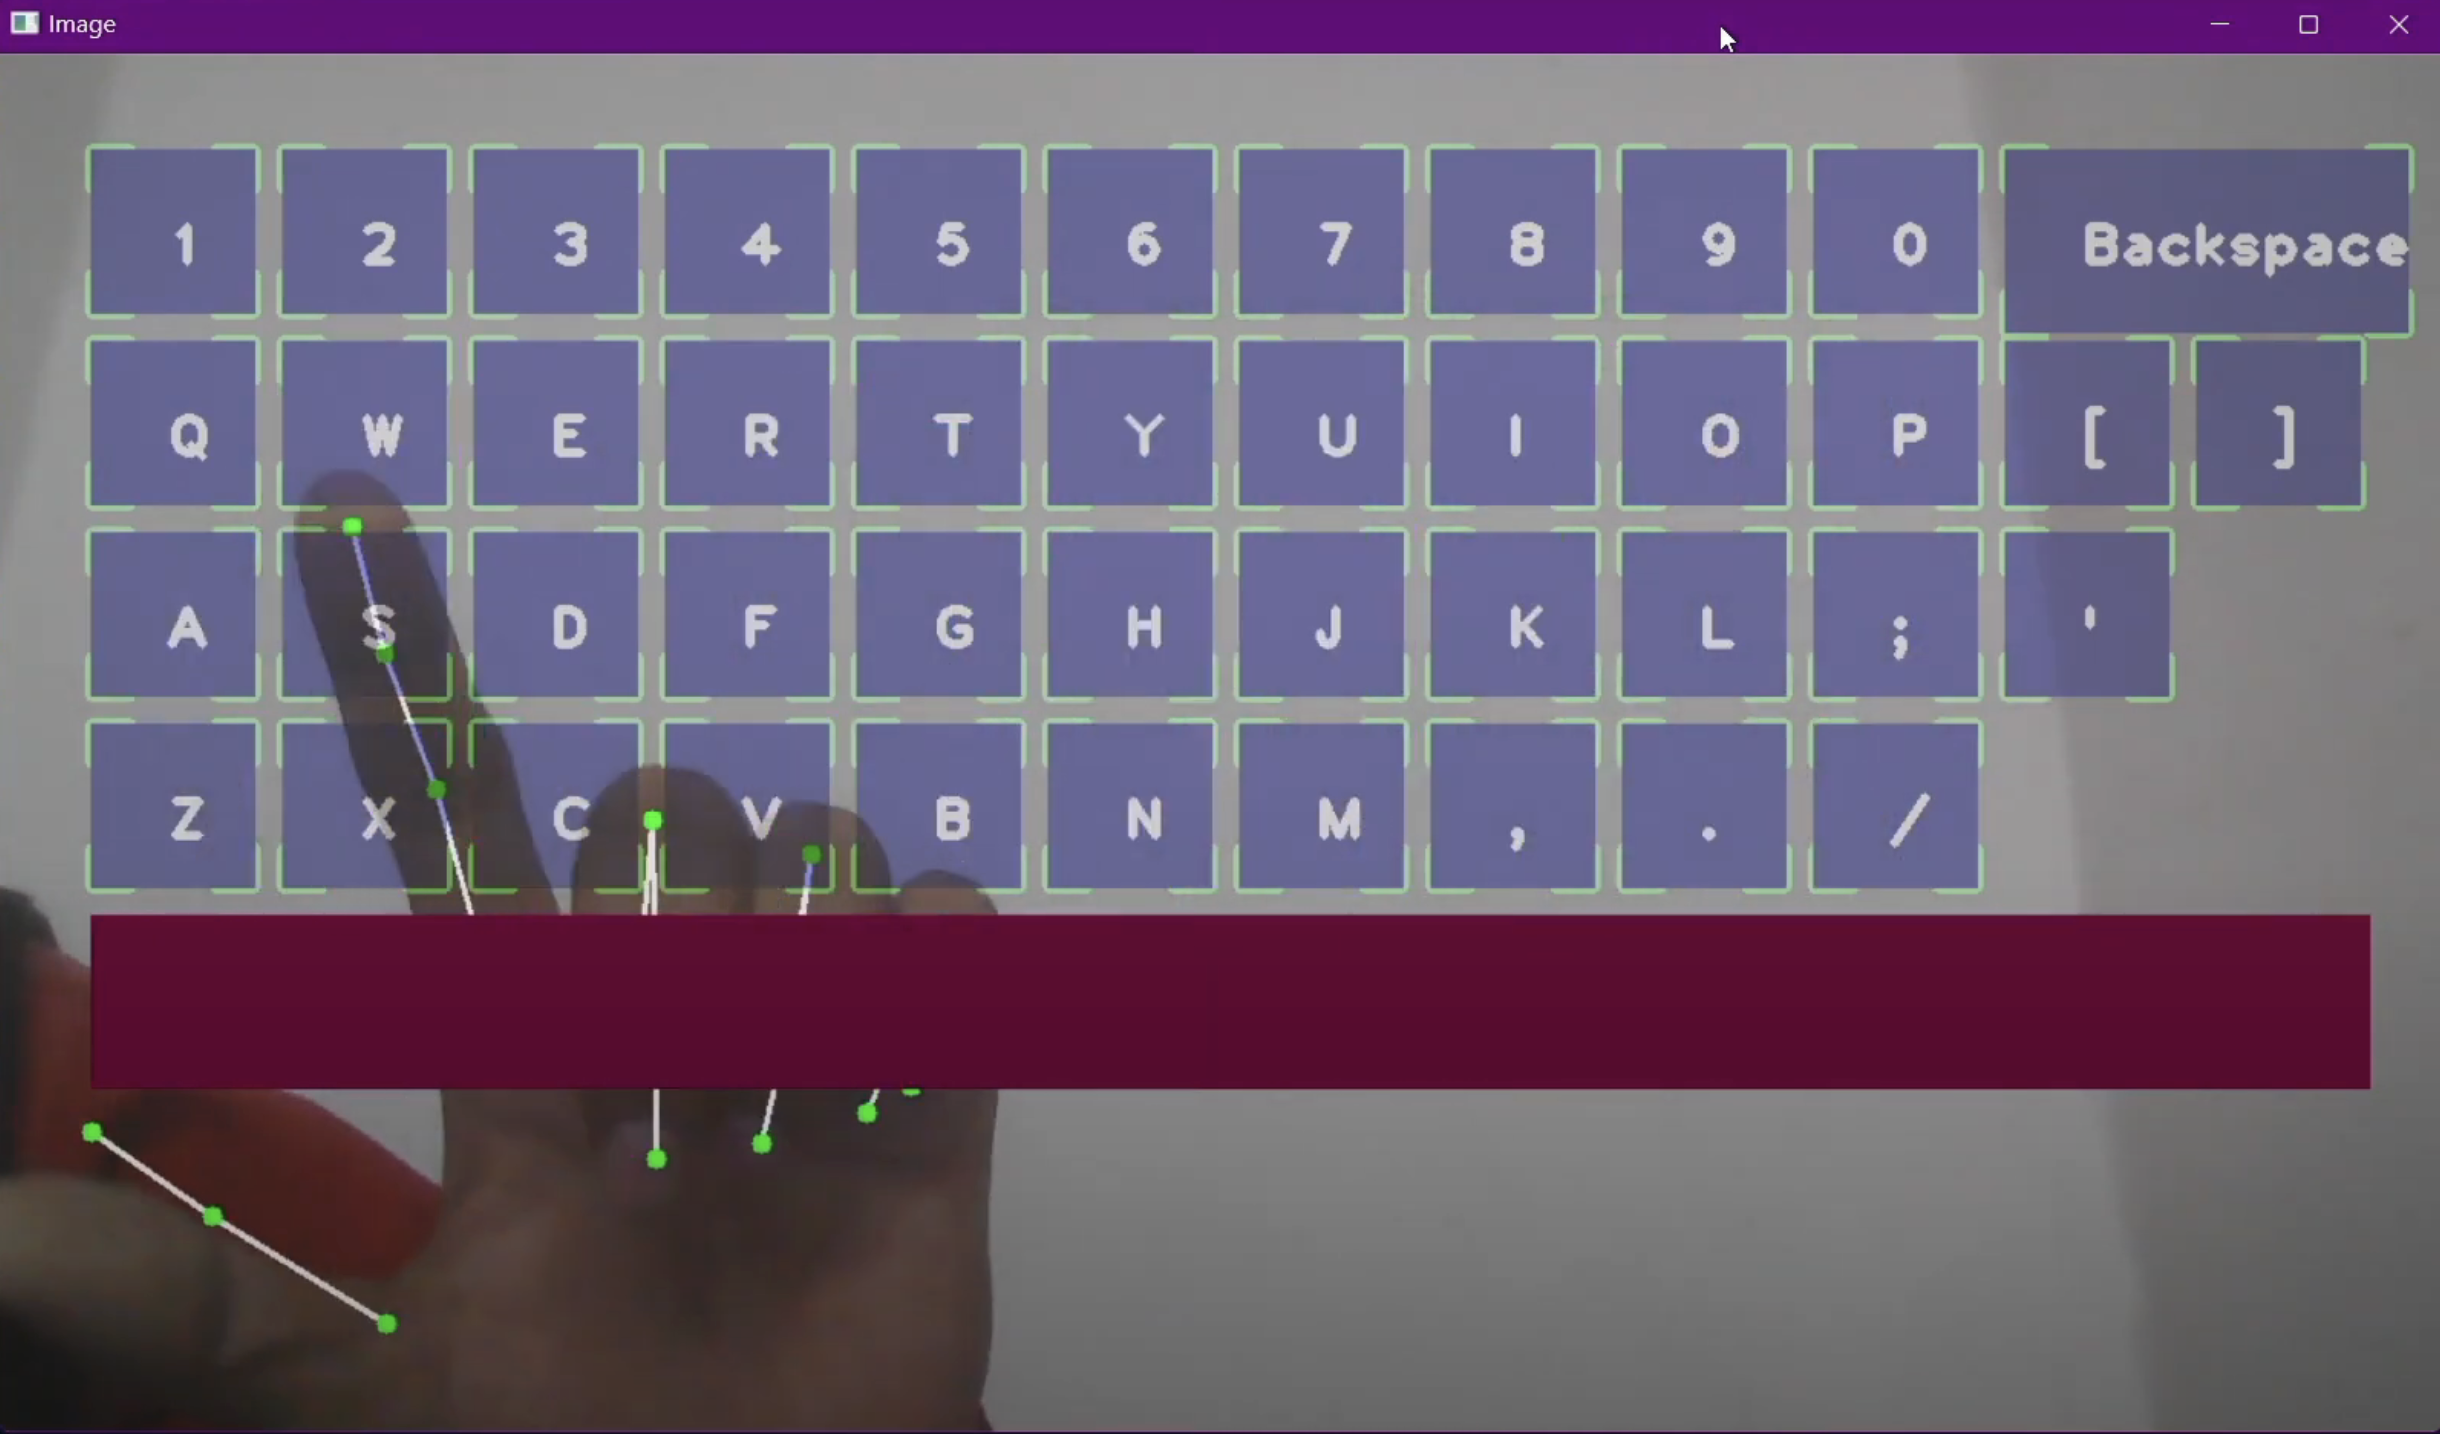 Image
1 2 3 4 5 6 7 8 9 0 Backspace
Q W E R T Y U I O P [ ]
A S D F G H J K L ; '
Z X C V B N M , . /